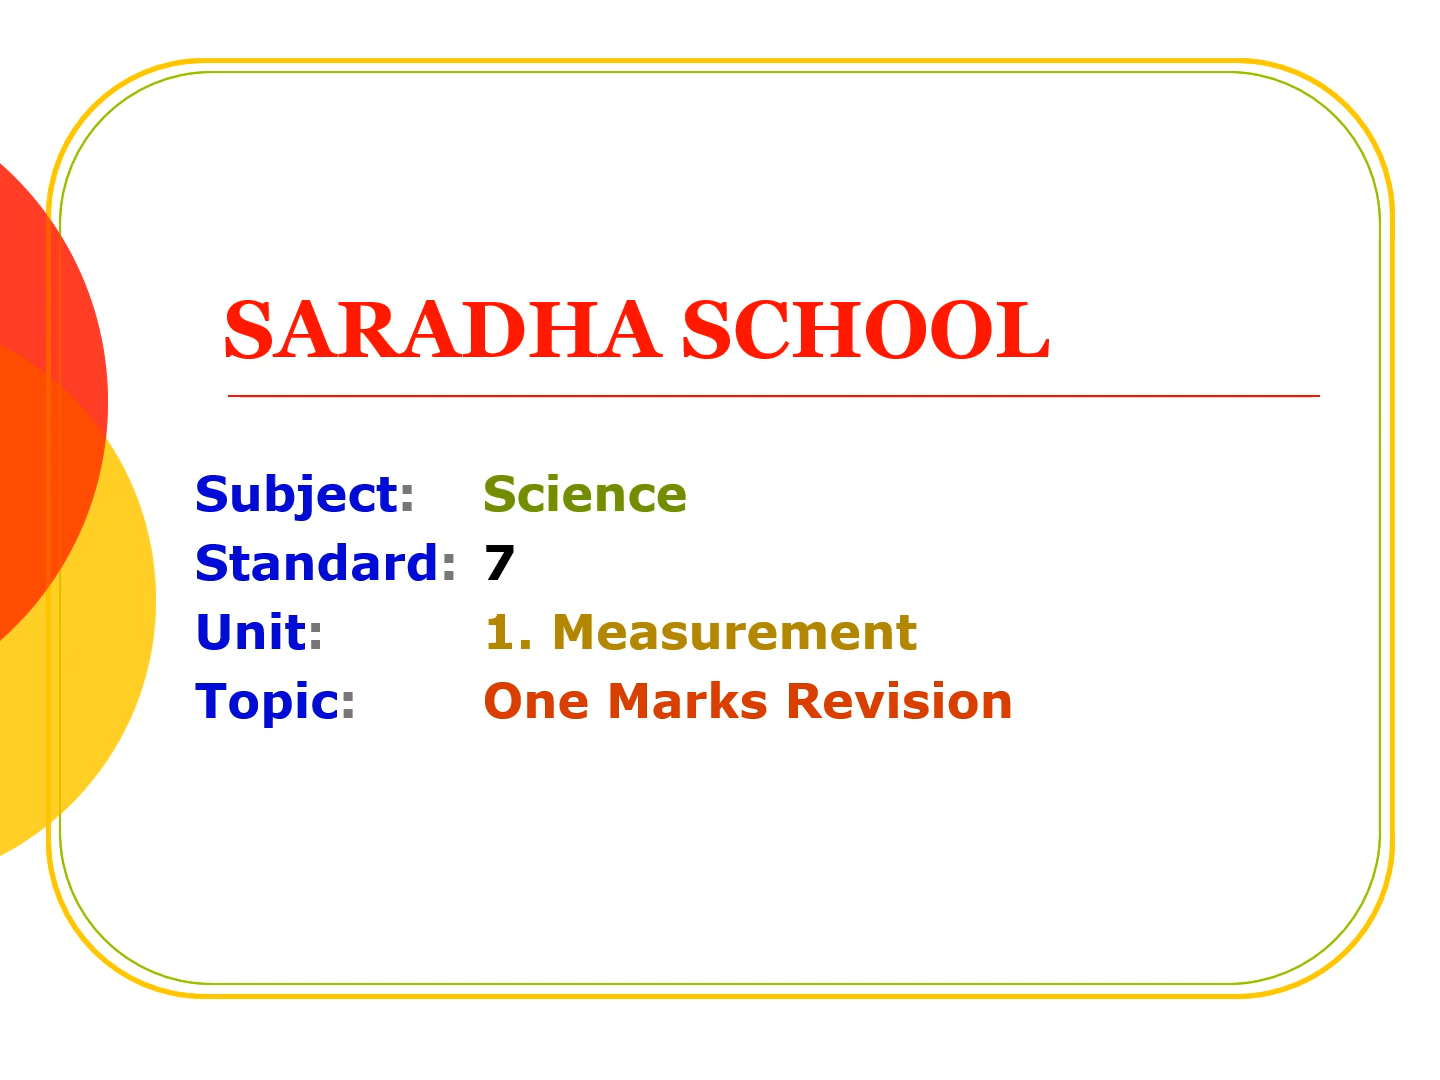 SARADHA SCHOOL
Subject: Science
Standard: 7
Unit: 1. Measurement
Topic: One Marks Revision